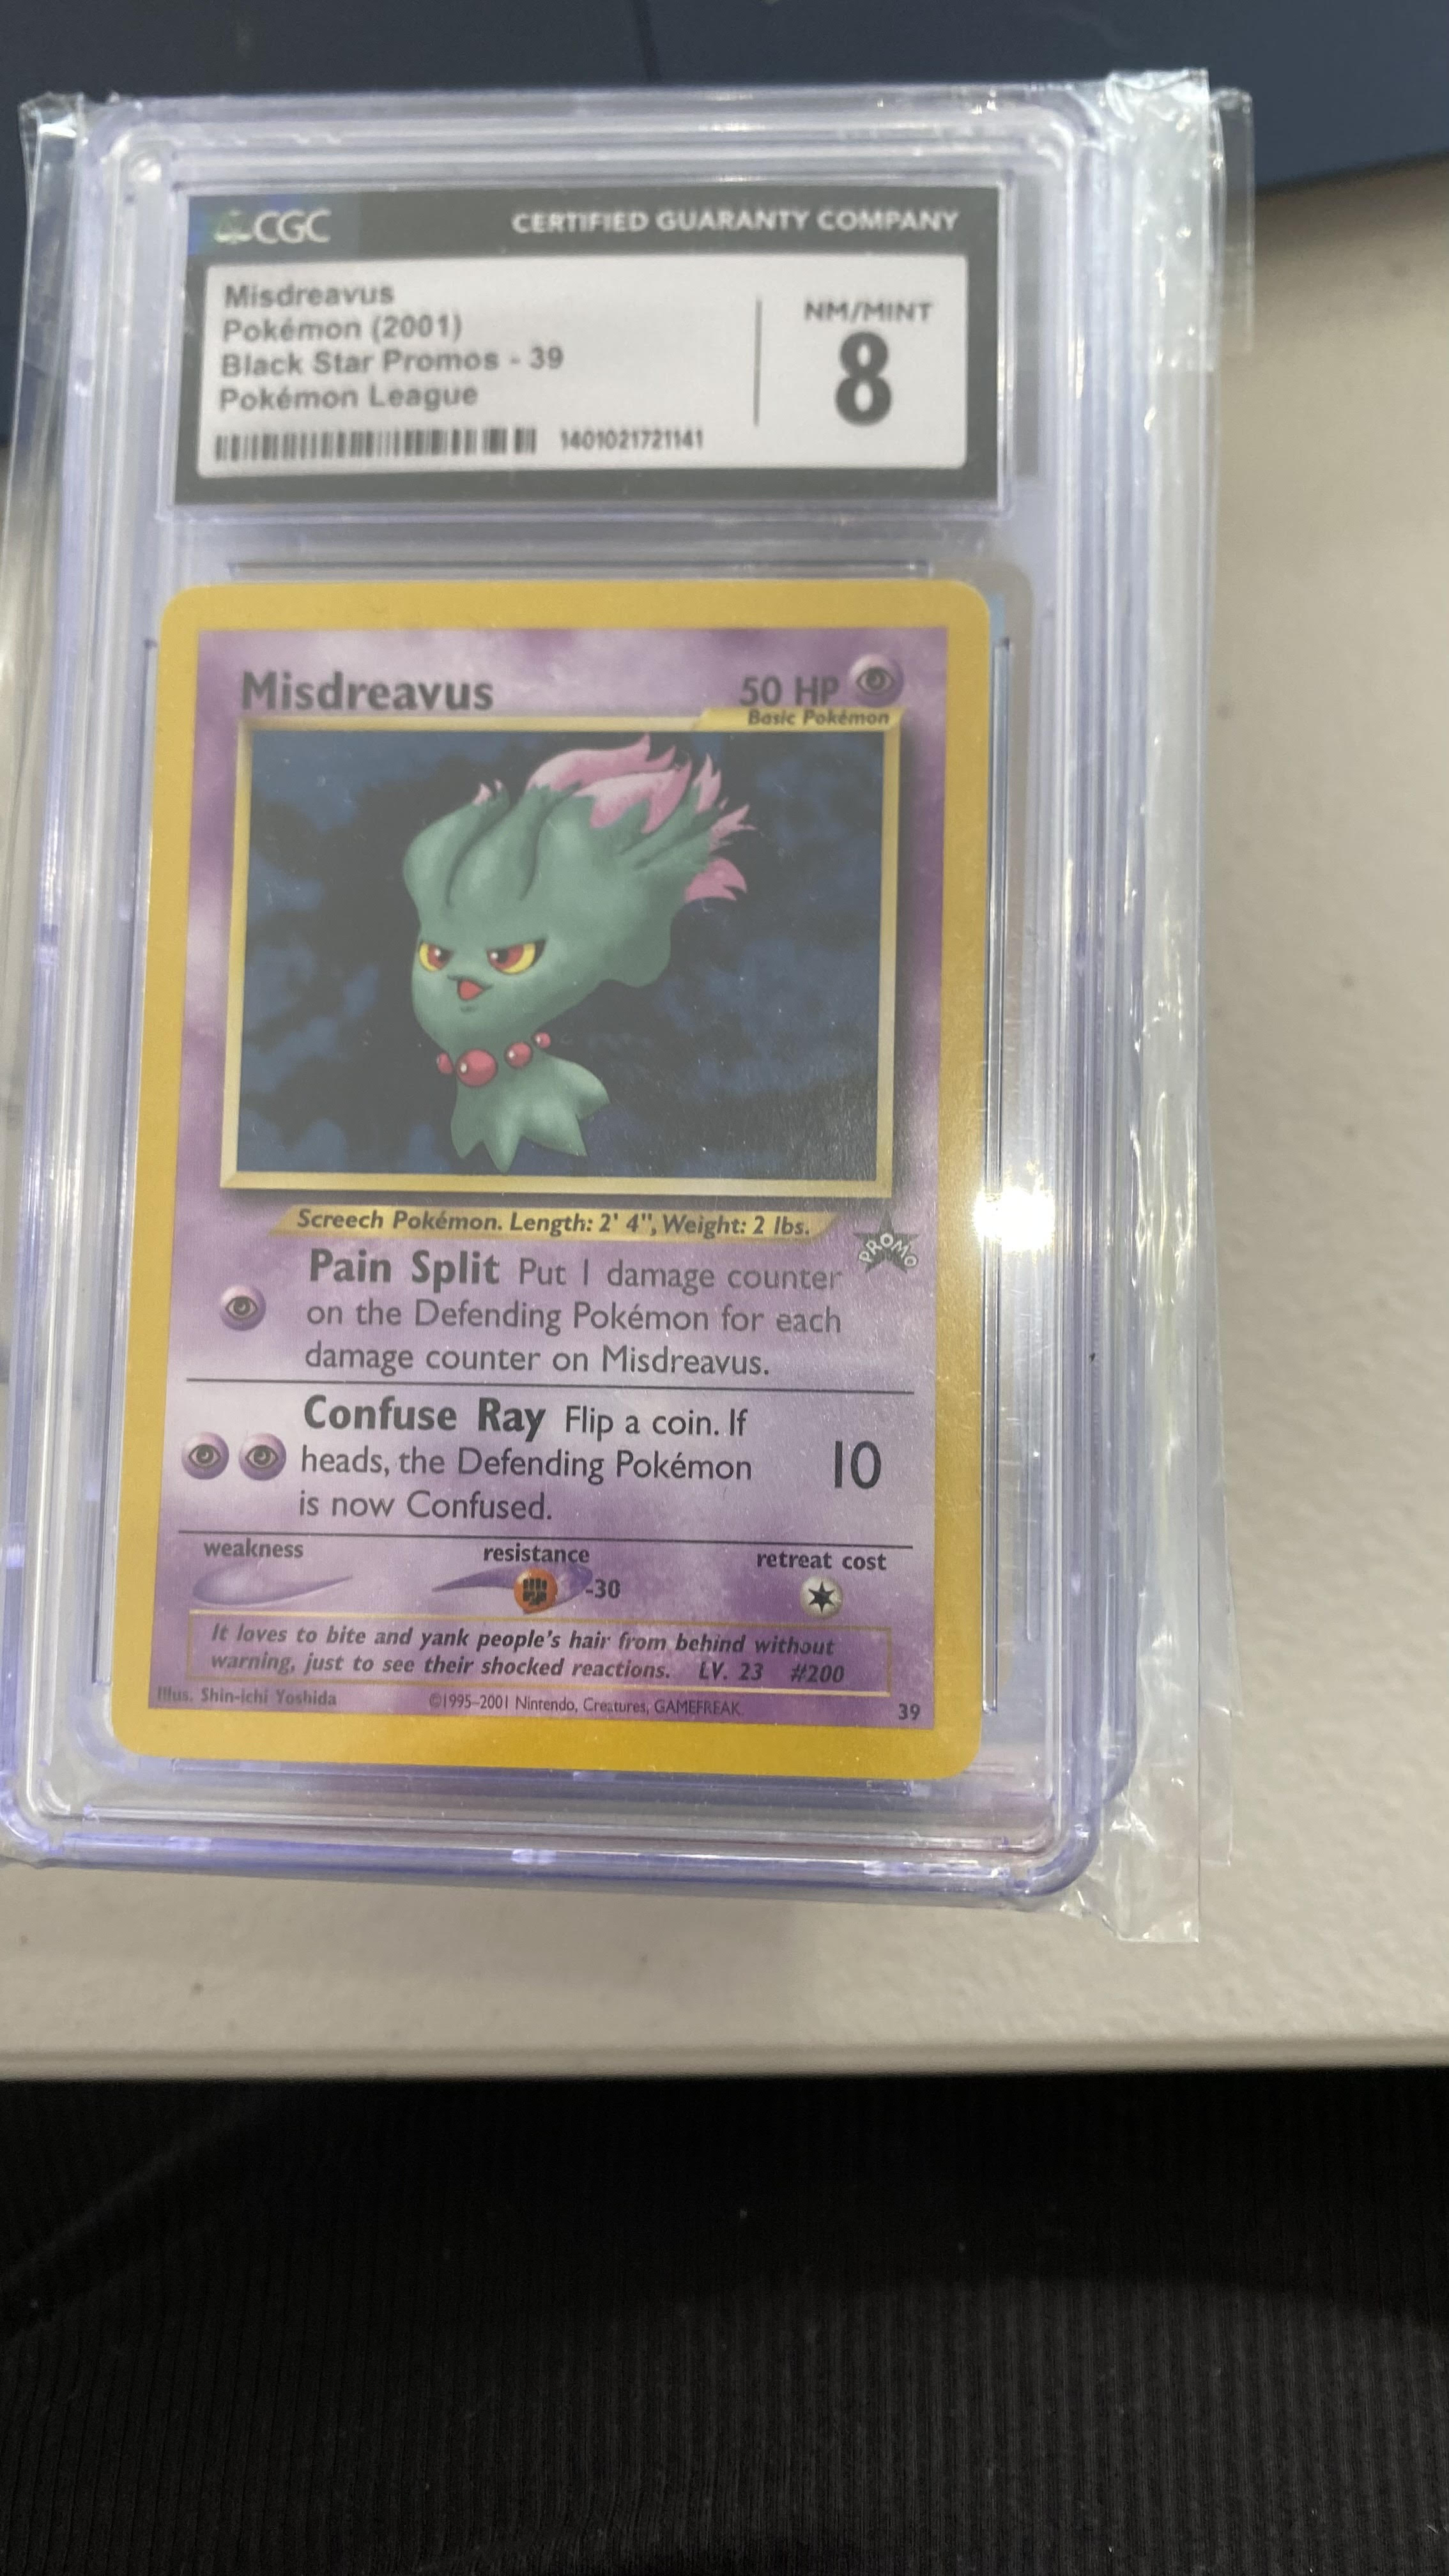 CGC CERTIFIED GUARANTY COMPANY
Misdreavus
Pokémon (2001)
Black Star Promos - 39
Pokémon League
1401021721141
NM/MINT
8
Misdreavus 50 HP
Basic Pokémon
Screech Pokémon. Length: 2' 4", Weight: 2 lbs.
PROMO
Pain Split Put 1 damage counter
on the Defending Pokémon for each
damage counter on Misdreavus.
Confuse Ray Flip a coin. If
heads, the Defending Pokémon
is now Confused.
10
weakness resistance retreat cost
-30
It loves to bite and yank people's hair from behind without
warning, just to see their shocked reactions. LV. 23 #200
Illus. Shin-ichi Yoshida ©1995–2001 Nintendo, Creatures, GAMEFREAK. 39